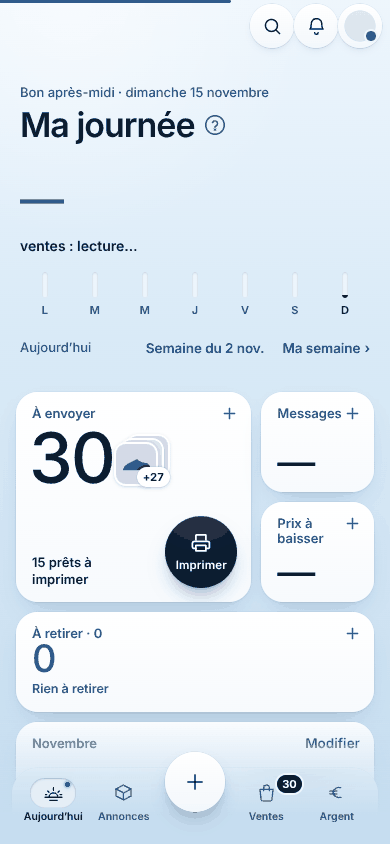 Bon après-midi · dimanche 15 novembre
Ma journée ?
ventes : lecture…
L M M J V S D
Aujourd’hui Semaine du 2 nov. Ma semaine ›
À envoyer
30
+27
15 prêts à
imprimer
Imprimer
Messages
Prix à
baisser
À retirer · 0
0
Rien à retirer
Novembre Modifier
30
Aujourd’hui Annonces Ventes Argent